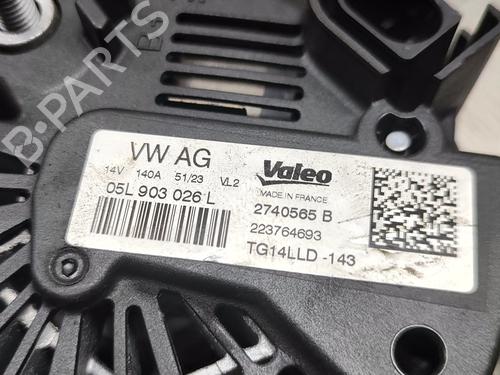 VW AG
14V 140A 51/23 VL2
05L 903 026 L
Valeo
MADE IN FRANCE
2740565 B
223764693
TG14LLD -143
B-PARTS